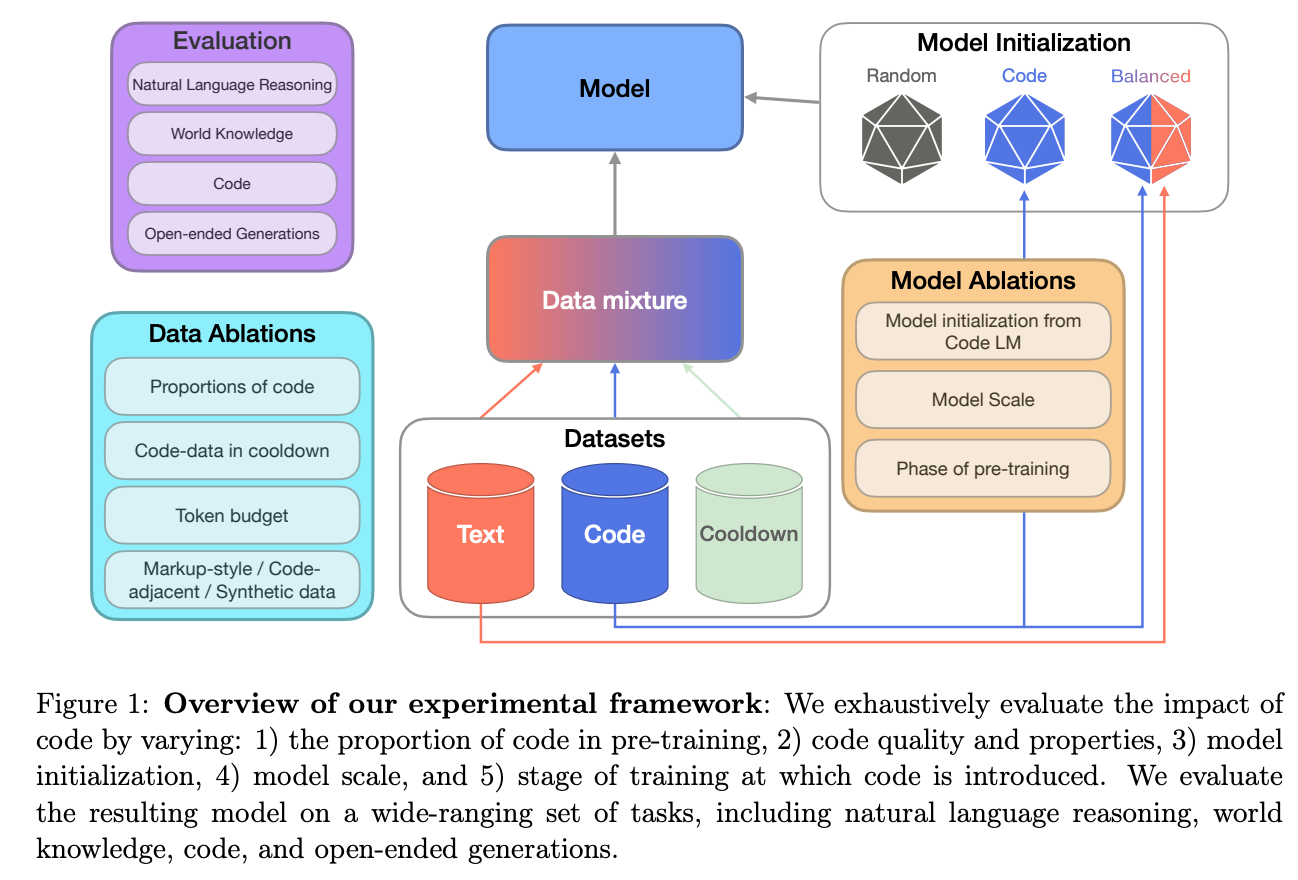 Evaluation
Natural Language Reasoning
World Knowledge
Code
Open-ended Generations
Data Ablations
Proportions of code
Code-data in cooldown
Token budget
Markup-style / Code-
adjacent / Synthetic data
Model
Data mixture
Datasets
Text
Code
Cooldown
Model Initialization
Random
Code
Balanced
Model Ablations
Model initialization from
Code LM
Model Scale
Phase of pre-training
Figure 1: Overview of our experimental framework: We exhaustively evaluate the impact of
code by varying: 1) the proportion of code in pre-training, 2) code quality and properties, 3) model
initialization, 4) model scale, and 5) stage of training at which code is introduced. We evaluate
the resulting model on a wide-ranging set of tasks, including natural language reasoning, world
knowledge, code, and open-ended generations.